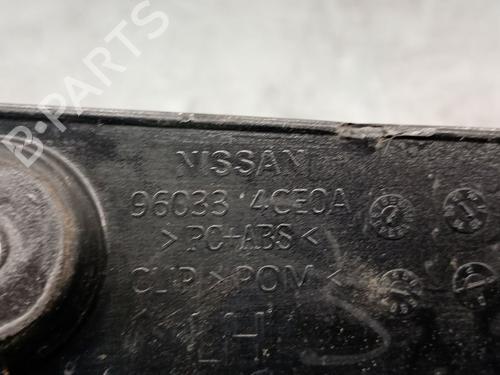 B-PARTS
NISSAN
96033 4CE0A
>PC+ABS<
CLIP >POM<
LH